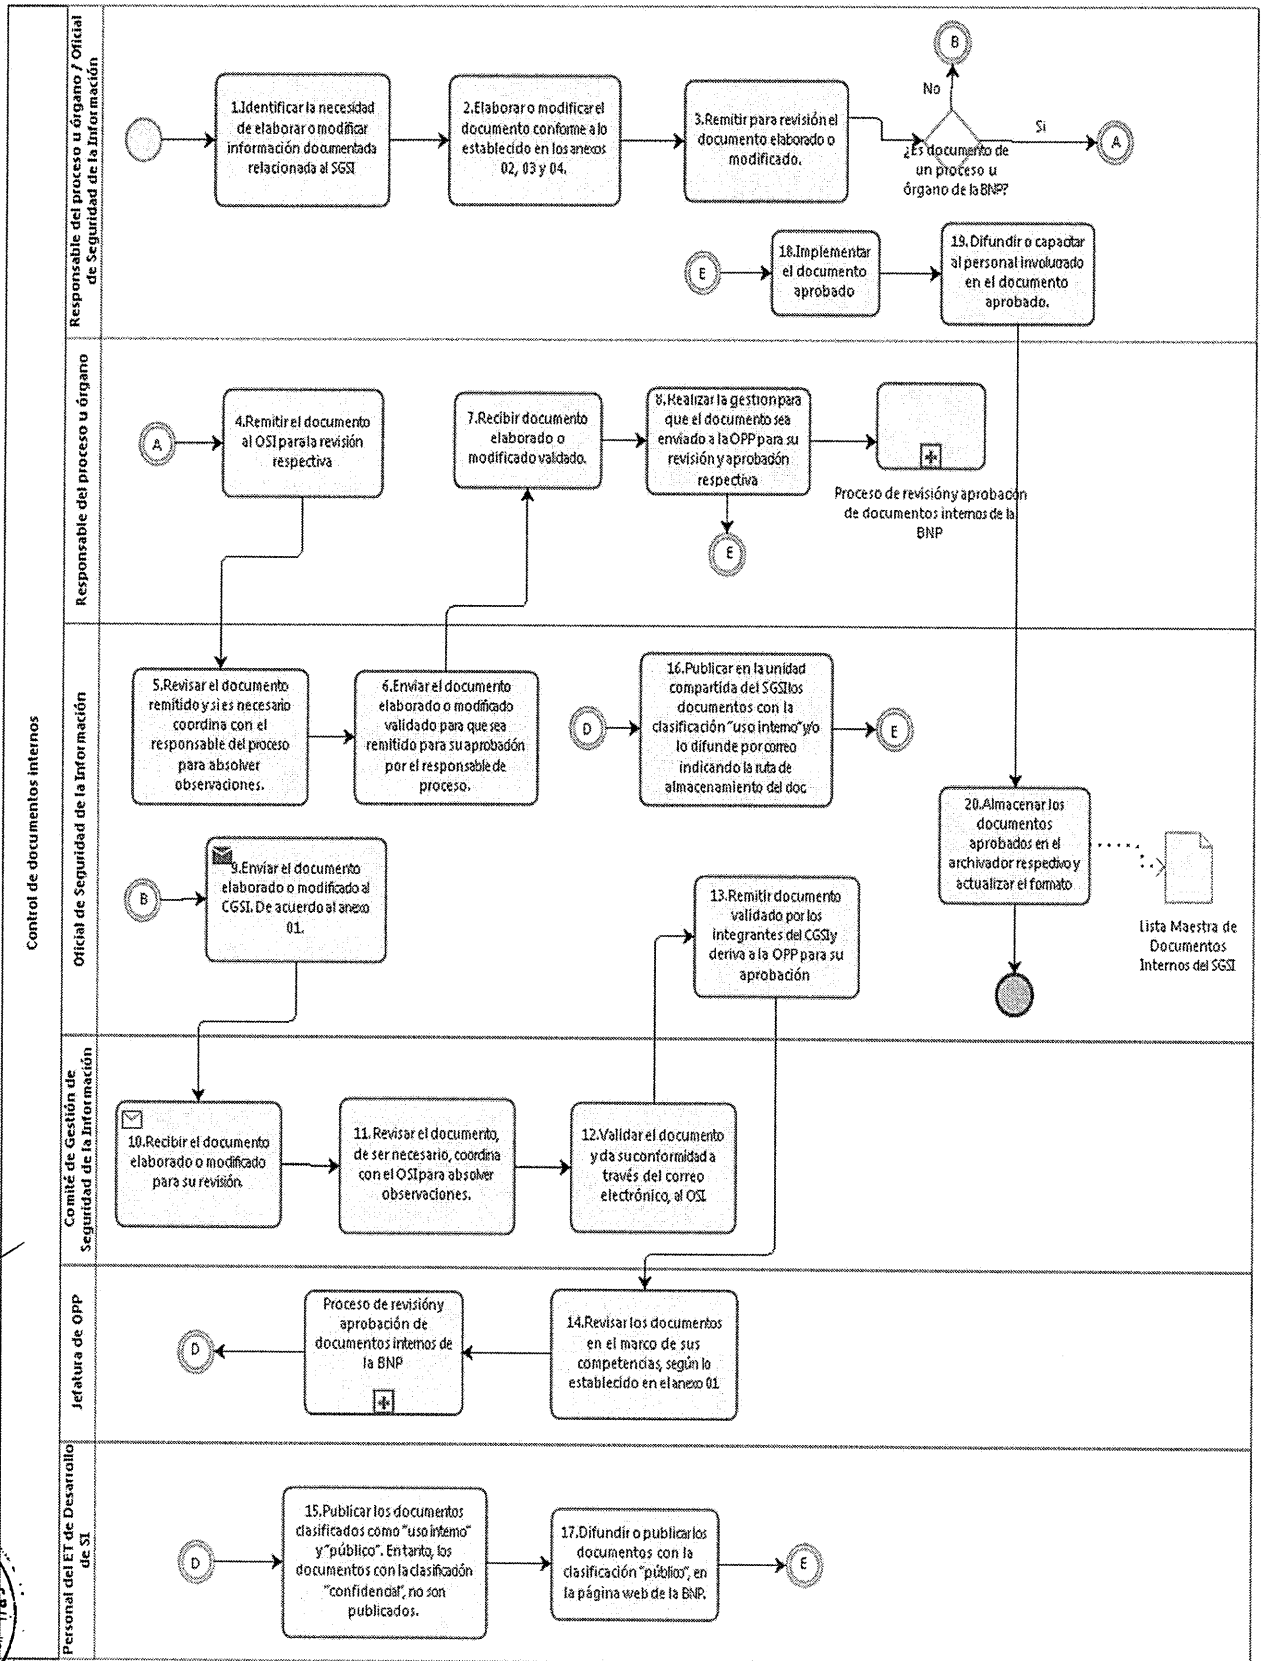 Control de documentos internos
Responsable del proceso u órgano / Oficial
de Seguridad de la Información
1.Identificar la necesidad
de elaborar o modificar
información documentada
relacionada al SGSI
2.Elaborar o modificar el
documento conforme a lo
establecido en los anexos
02, 03 y 04.
3.Remitir para revisión el
documento elaborado o
modificado.
B
No
Si
A
¿Es documento de
un proceso u
órgano de la BNP?
E
18.Implementar
el documento
aprobado
19. Difundir o capacitar
al personal involucrado
en el documento
aprobado.
Responsable del proceso u órgano
A
4.Remitir el documento
al OSI para la revisión
respectiva
7.Recibir documento
elaborado o
modificado validado.
8.Realizar la gestion para
que el documento sea
enviado a la OPP para su
revisión y aprobación
respectiva
E
Proceso de revisión y aprobación
de documentos internos de la
BNP
Oficial de Seguridad de la Información
5.Revisar el documento
remitido y si es necesario
coordina con el
responsable del proceso
para absolver
observaciones.
6.Enviar el documento
elaborado o modificado
validado para que sea
remitido para su aprobación
por el responsable de
proceso.
D
16.Publicar en la unidad
compartida del SGSI los
documentos con la
clasificación "uso interno" y/o
lo difunde por correo
indicando la ruta de
almacenamiento del doc
E
B
9.Enviar el documento
elaborado o modificado al
CGSI. De acuerdo al anexo
01.
13.Remitir documento
validado por los
integrantes del CGSI y
deriva a la OPP para su
aprobación
20.Almacenar los
documentos
aprobados en el
archivador respectivo y
actualizar el formato
Lista Maestra de
Documentos
Internos del SGSI
Comité de Gestión de
Seguridad de la Información
10.Recibir el documento
elaborado o modificado
para su revisión.
11.Revisar el documento,
de ser necesario, coordina
con el OSI para absolver
observaciones.
12.Validar el documento
y da su conformidad a
través del correo
electrónico, al OSI.
Jefatura de OPP
D
Proceso de revisión y
aprobación de
documentos internos de
la BNP
14.Revisar los documentos
en el marco de sus
competencias, según lo
establecido en el anexo 01
Personal del ET de Desarrollo
de SI
D
15.Publicar los documentos
clasificados como "uso interno"
y "público". En tanto, los
documentos con la clasificación
"confidencial", no son
publicados.
17.Difundir o publicar los
documentos con la
clasificación "público", en
la página web de la BNP.
E